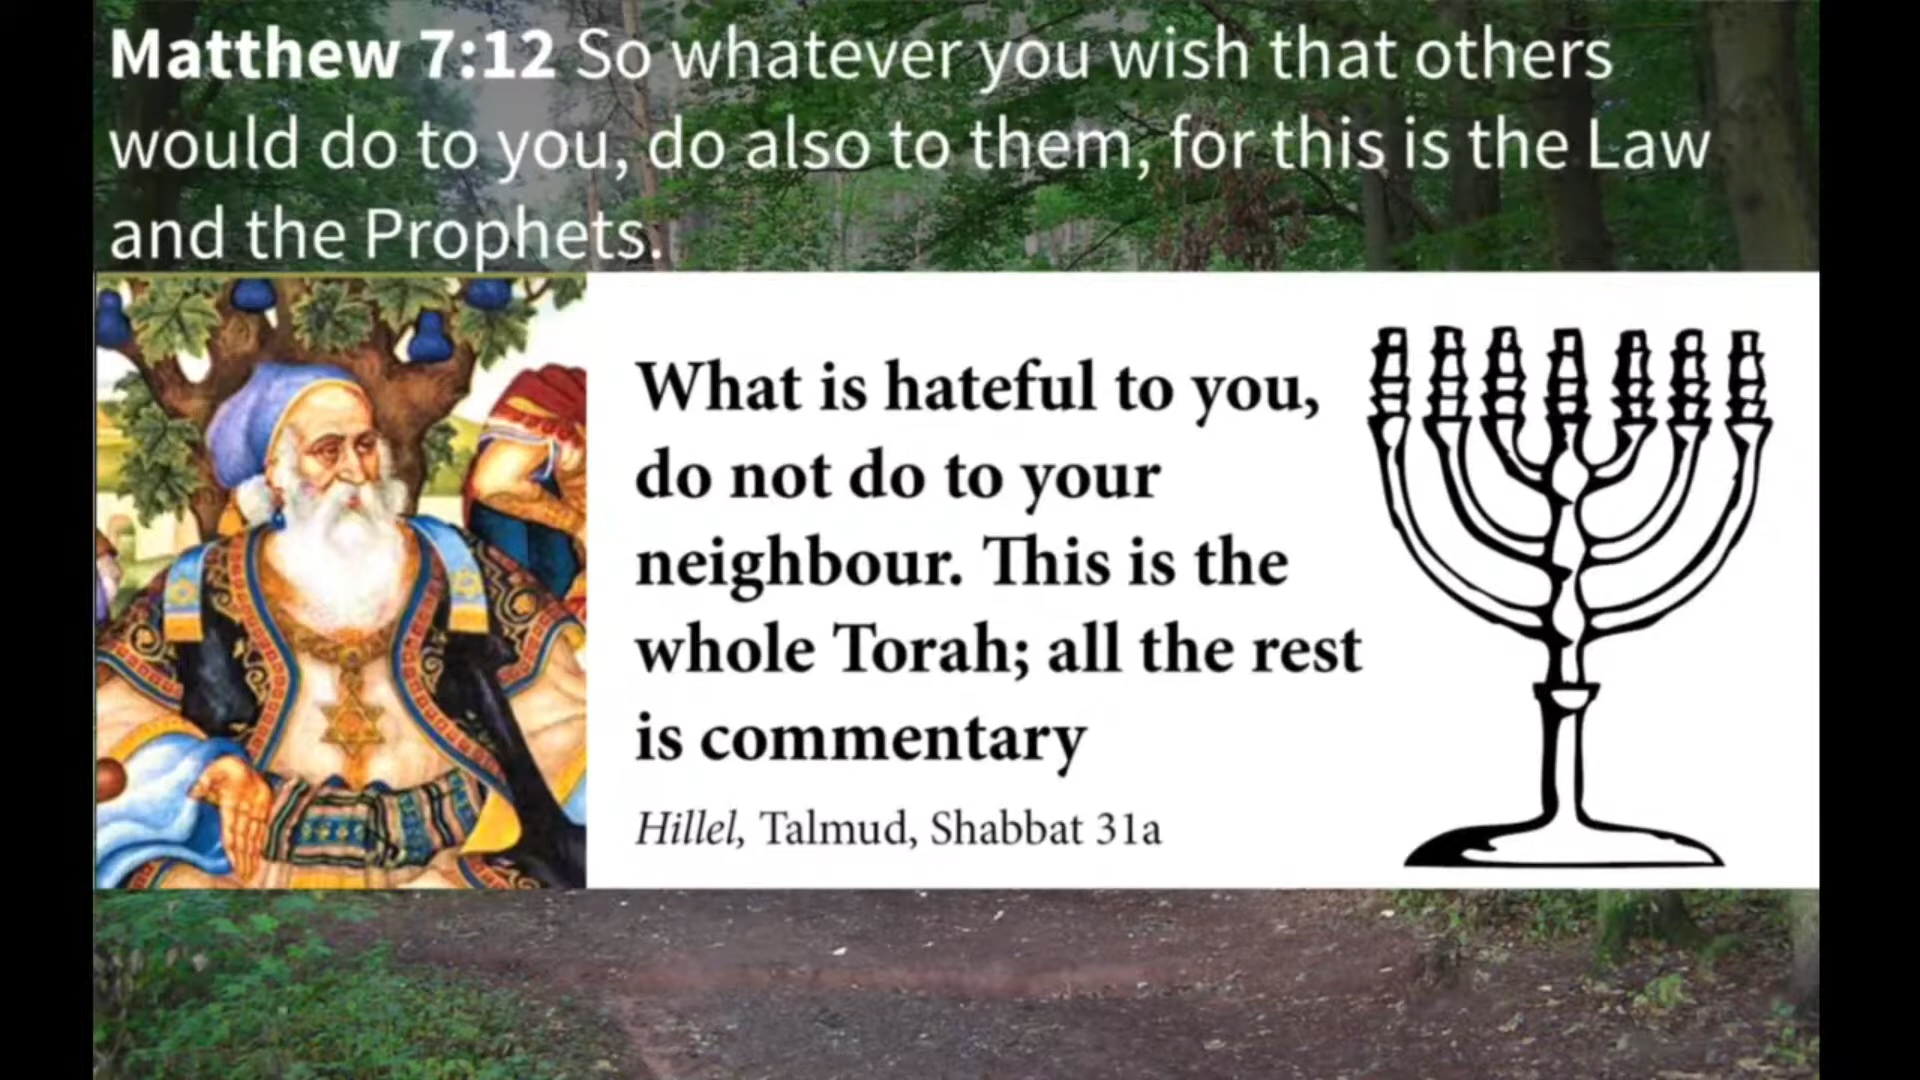 Matthew 7:12 So whatever you wish that others
would do to you, do also to them, for this is the Law
and the Prophets.
What is hateful to you,
do not do to your
neighbour. This is the
whole Torah; all the rest
is commentary
Hillel, Talmud, Shabbat 31a